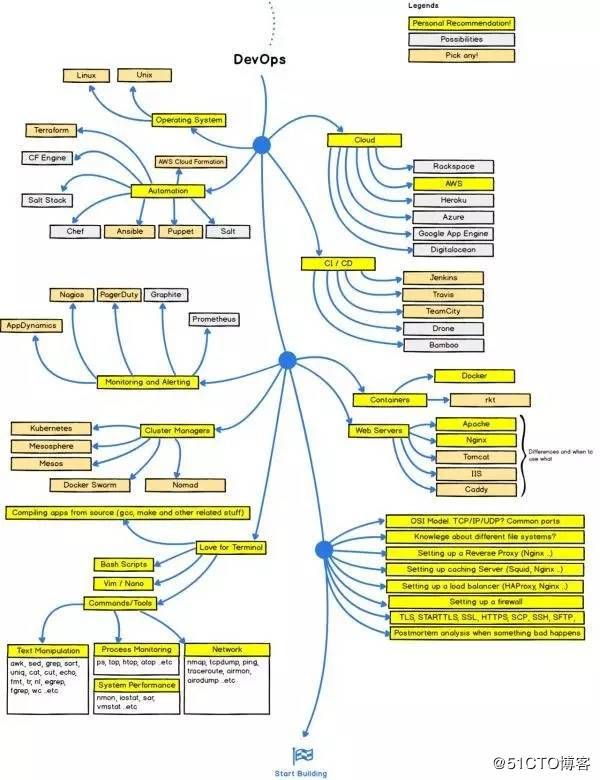 Legends
Personal Recommendation!
Possibilities
Pick any!
DevOps
Linux
Unix
Operating System
Terraform
CF Engine
Salt Stack
Chef
Ansible
Puppet
Salt
AWS Cloud Formation
Automation
Cloud
Rackspace
AWS
Heroku
Azure
Google App Engine
Digitalocean
CI / CD
Jenkins
Travis
TeamCity
Drone
Bamboo
AppDynamics
Nagios
PagerDuty
Graphite
Prometheus
Monitoring and Alerting
Containers
Docker
rkt
Web Servers
Apache
Nginx
Tomcat
IIS
Caddy
Differences and when to
use what
Cluster Managers
Kubernetes
Mesosphere
Mesos
Docker Swarm
Nomad
Compiling apps from source (gcc, make and other related stuff)
Love for Terminal
Bash Scripts
Vim / Nano
Commands/Tools
Text Manipulation
awk, sed, grep, sort,
uniq, cat, cut, echo,
fmt, tr, nl, egrep,
fgrep, wc ..etc
Process Monitoring
ps, top, htop, atop ..etc
System Performance
nmon, iostat, sar,
vmstat ..etc
Network
nmap, tcpdump, ping,
traceroute, airmon,
airodump ..etc
OSI Model. TCP/IP/UDP? Common ports
Knowlege about different file systems?
Setting up a Reverse Proxy (Nginx ..)
Setting up caching Server (Squid, Nginx ..)
Setting up a load balancer (HAProxy, Nginx ..)
Setting up a firewall
TLS, STARTTLS, SSL, HTTPS, SCP, SSH, SFTP,
Postmortem analysis when something bad happens
Start Building
@51CTO博客